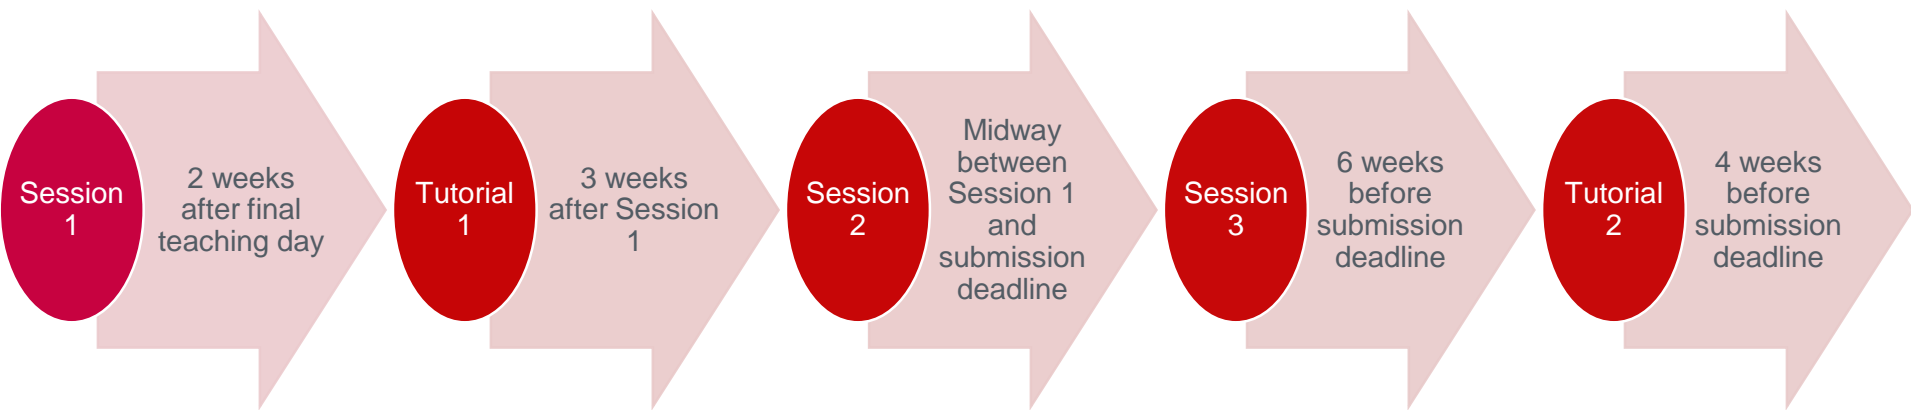 Session
1
2 weeks
after final
teaching day
Tutorial
1
3 weeks
after Session
1
Session
2
Midway
between
Session 1
and
submission
deadline
Session
3
6 weeks
before
submission
deadline
Tutorial
2
4 weeks
before
submission
deadline